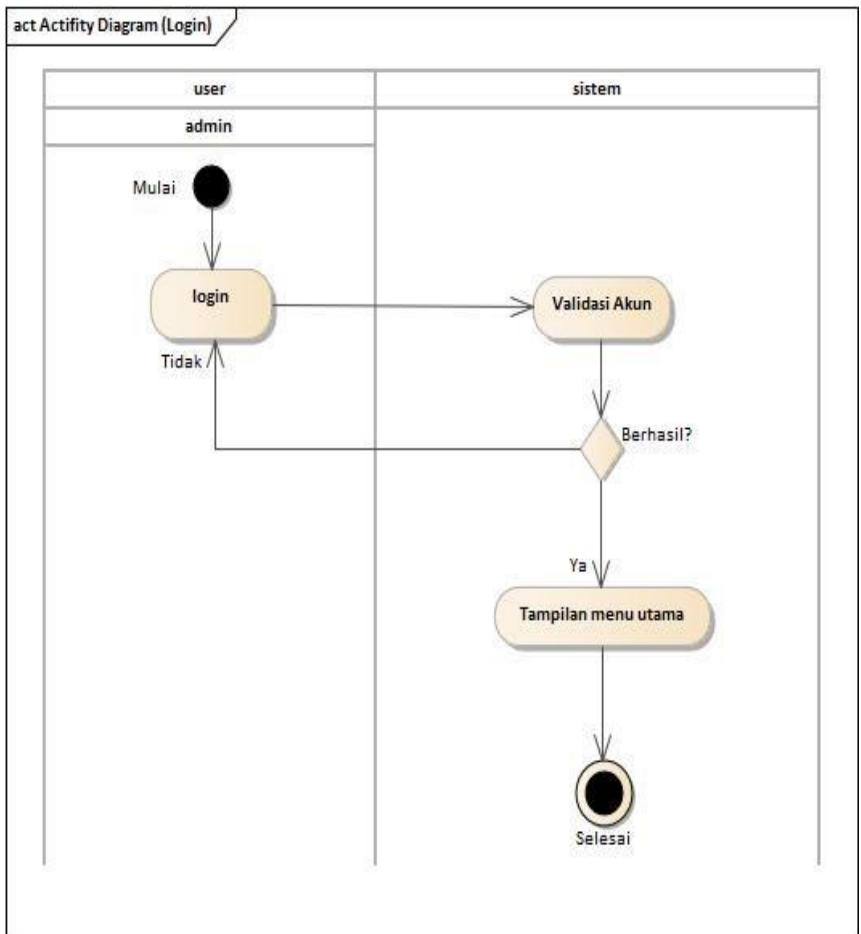 act Actifity Diagram (Login)
user
sistem
admin
Mulai
login
Validasi Akun
Tidak
Berhasil?
Ya
Tampilan menu utama
Selesai